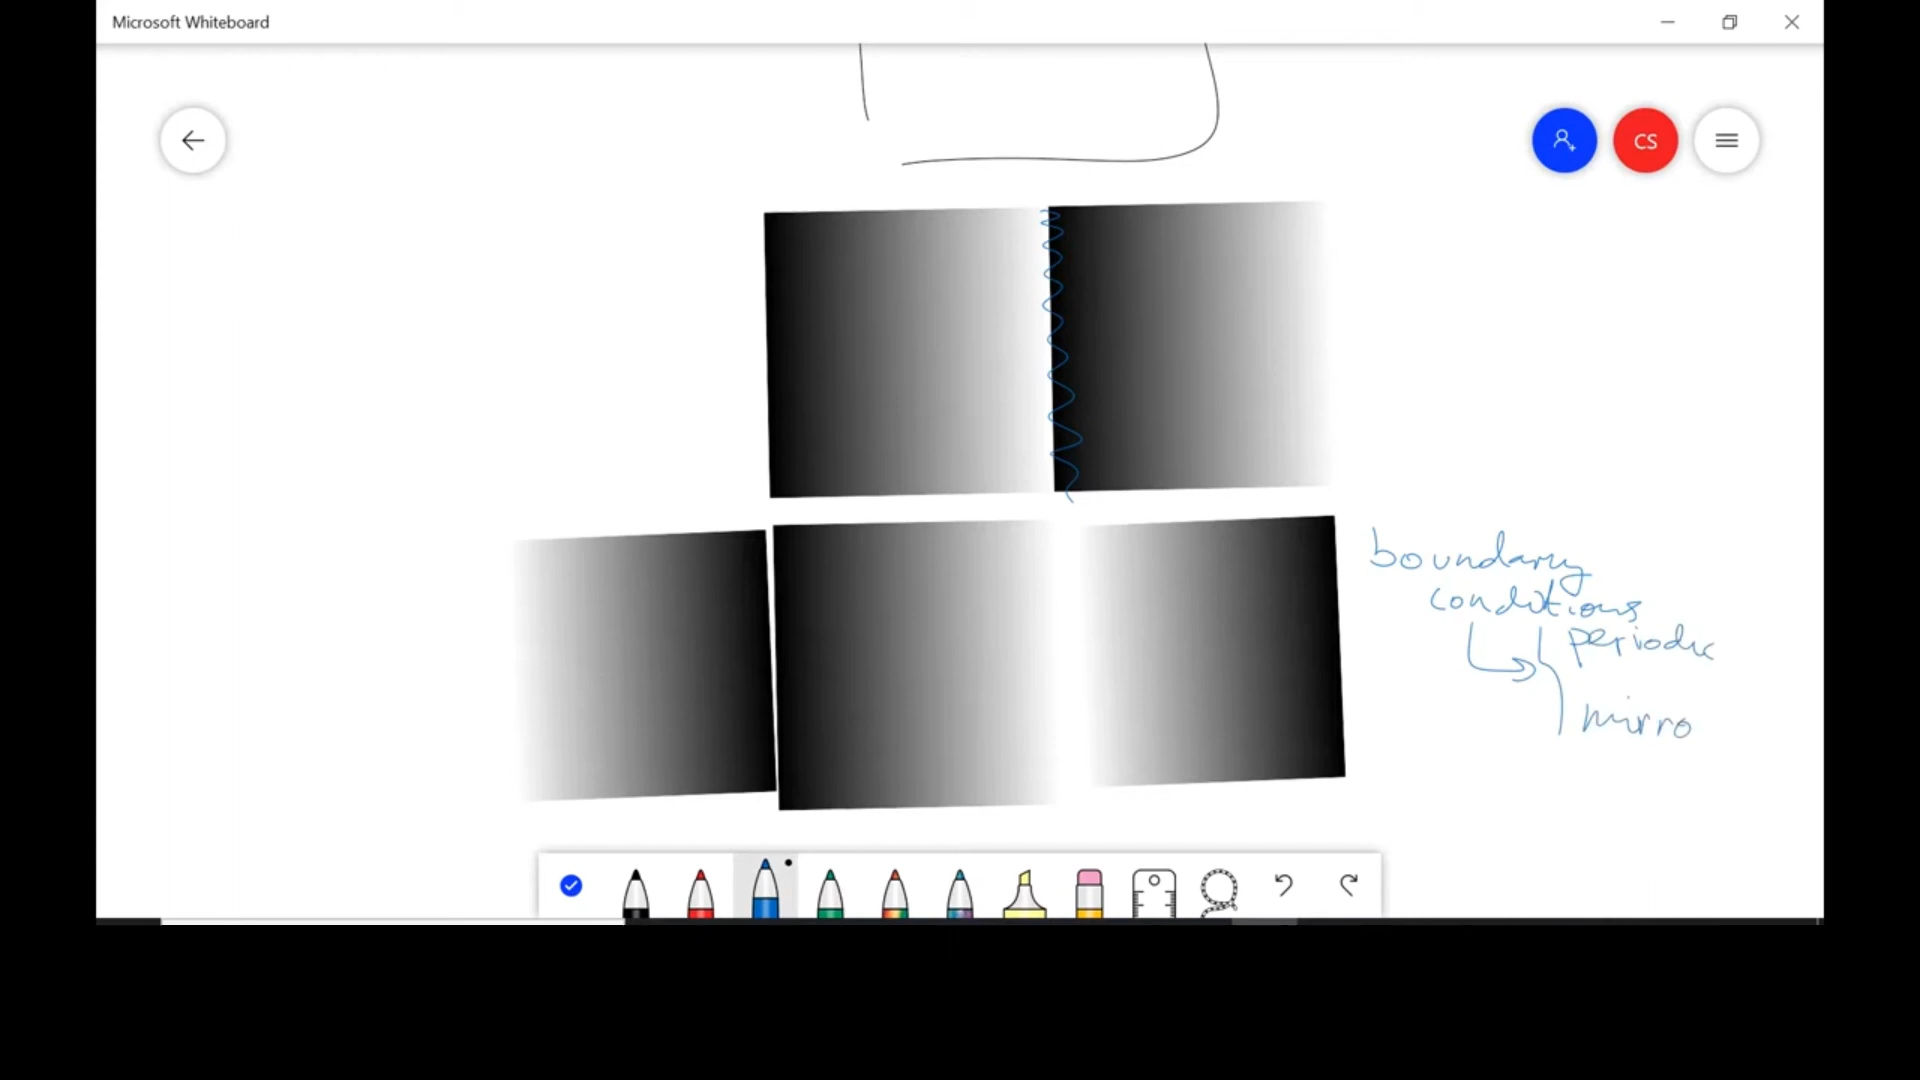 Microsoft Whiteboard
CS
boundary
conditions
periodic
mirro